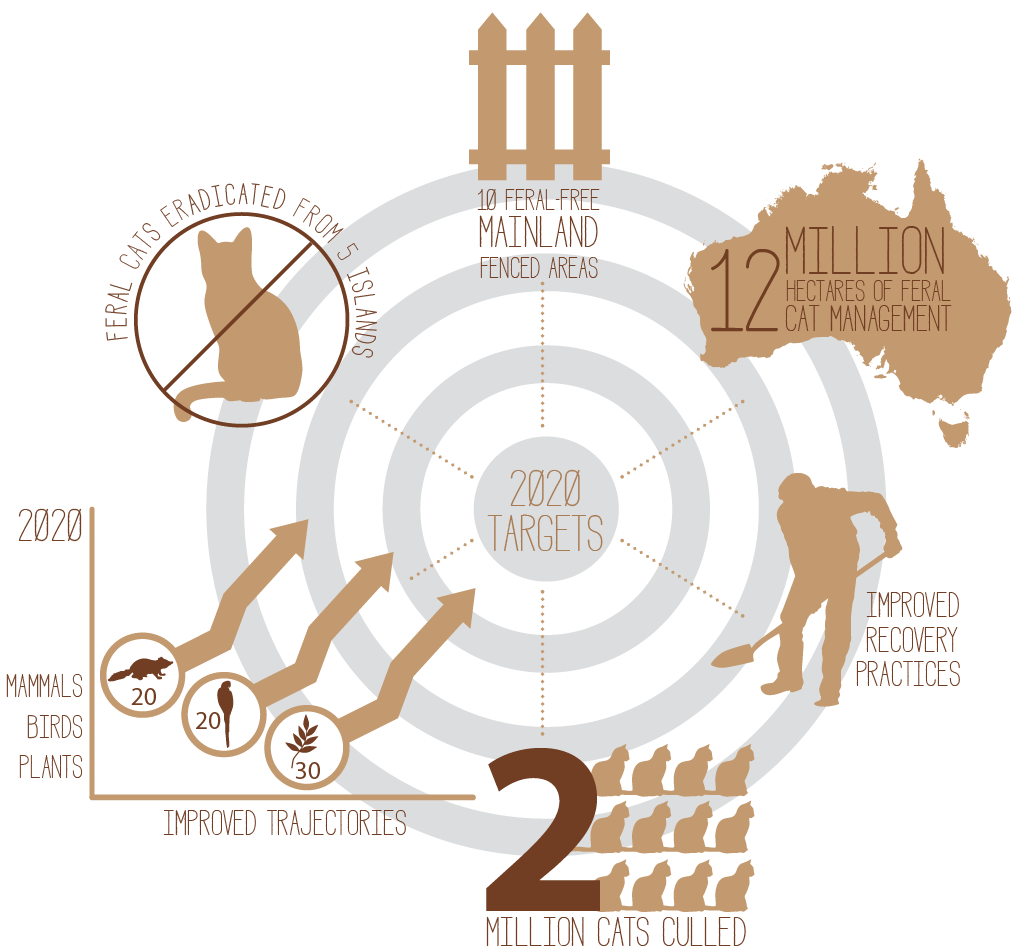 10 FERAL-FREE
MAINLAND
FENCED AREAS
FERAL CATS ERADICATED FROM 5 ISLANDS
12 MILLION
HECTARES OF FERAL
CAT MANAGEMENT
2020
TARGETS
IMPROVED
RECOVERY
PRACTICES
2020
MAMMALS
BIRDS
PLANTS
20
20
30
IMPROVED TRAJECTORIES
2
MILLION CATS CULLED